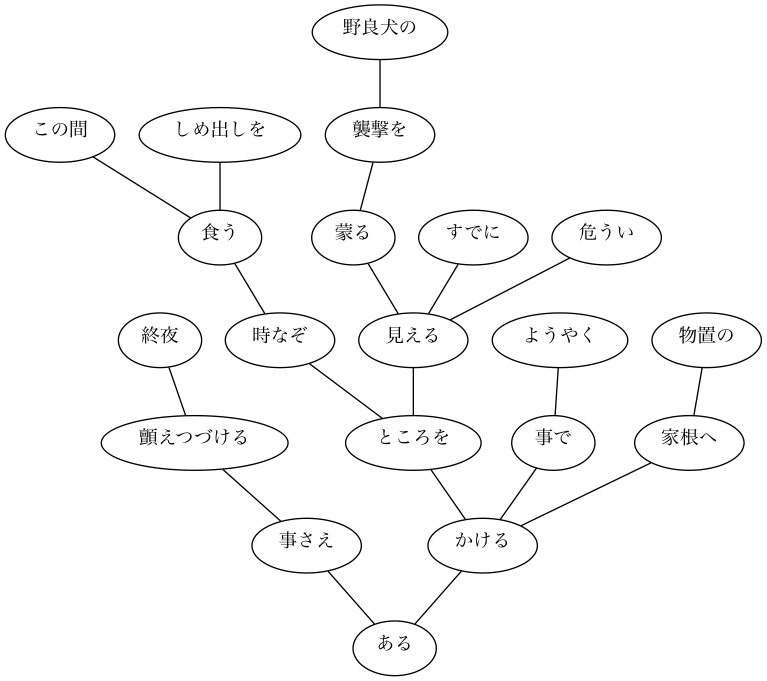 野良犬の
この間
しめ出しを
襲撃を
食う
蒙る
すでに
危うい
終夜
時なぞ
見える
ようやく
物置の
顫えつづける
ところを
事で
家根へ
事さえ
かける
ある